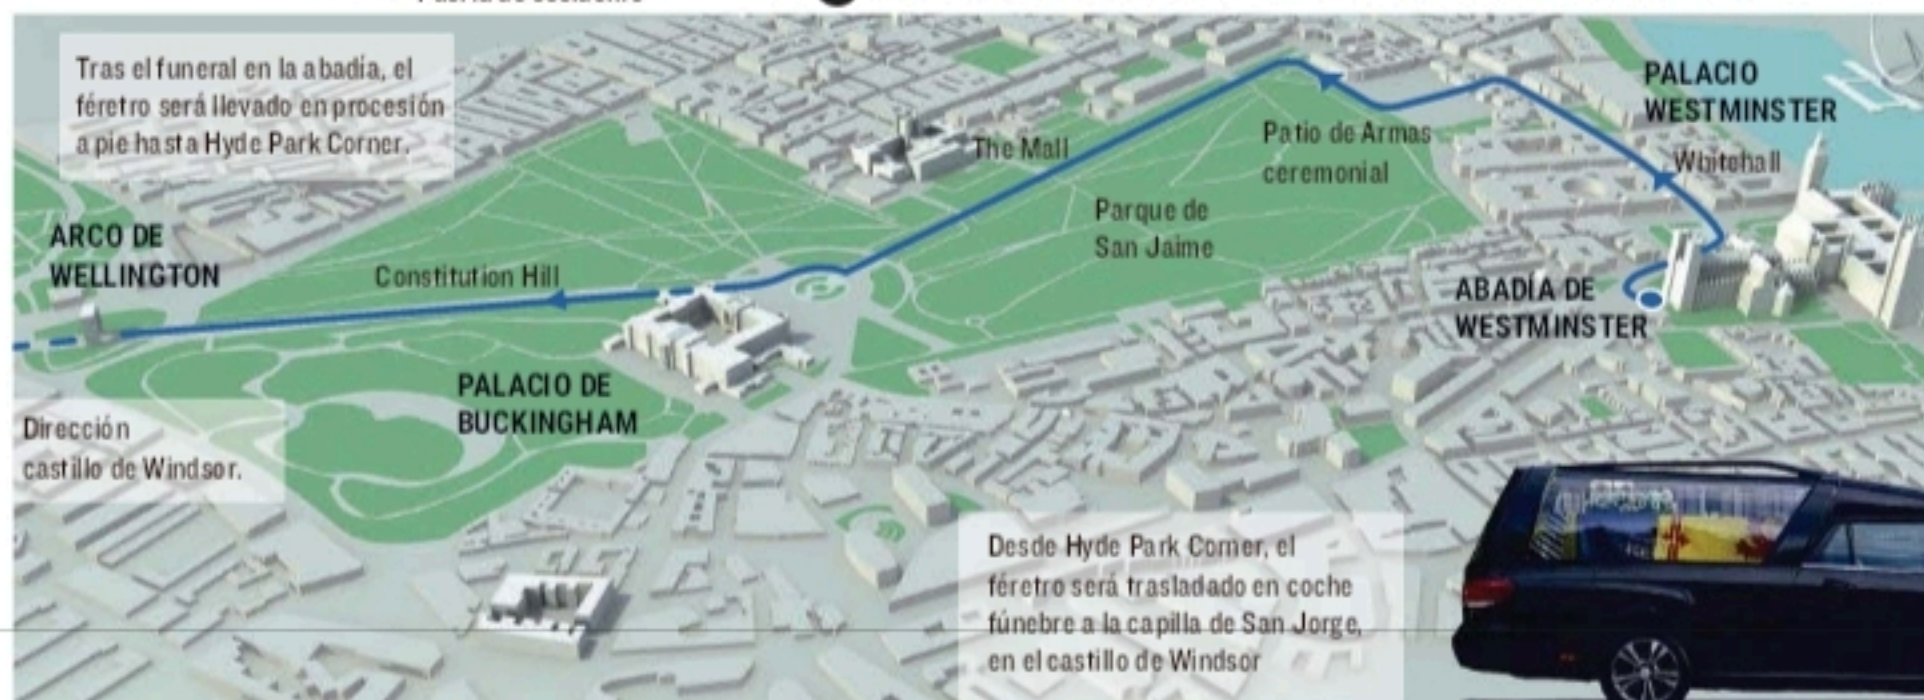 Tras el funeral en la abadía, el
féretro será llevado en procesión
a pie hasta Hyde Park Corner.
PALACIO
WESTMINSTER
Whitehall
The Mall
Patio de Armas
ceremonial
Parque de
San Jaime
ARCO DE
WELLINGTON
Constitution Hill
ABADÍA DE
WESTMINSTER
PALACIO DE
BUCKINGHAM
Dirección
castillo de Windsor.
Desde Hyde Park Corner, el
féretro será trasladado en coche
fúnebre a la capilla de San Jorge,
en el castillo de Windsor